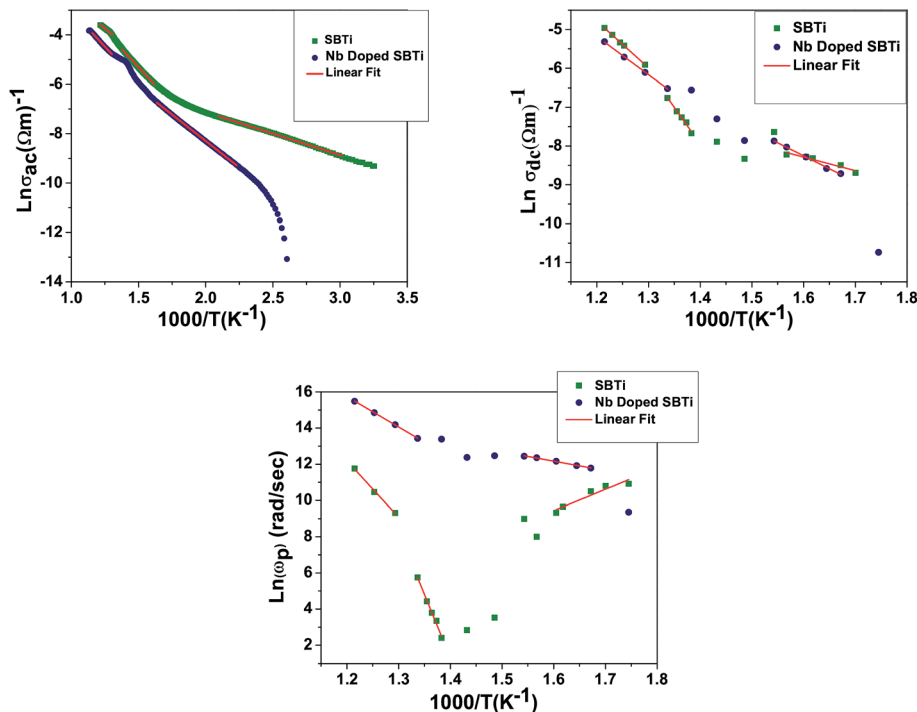 SBTi
Nb Doped SBTi
Linear Fit
-4
-6
-8
-10
-12
-14
Lnσac(Ωm)-1
1.0 1.5 2.0 2.5 3.0 3.5
1000/T(K-1)
SBTi
Nb Doped SBTi
Linear Fit
-5
-6
-7
-8
-9
-10
-11
Ln σdc(Ωm)-1
1.2 1.3 1.4 1.5 1.6 1.7 1.8
1000/T(K-1)
SBTi
Nb Doped SBTi
Linear Fit
16
14
12
10
8
6
4
2
Ln(ωp) (rad/sec)
1.2 1.3 1.4 1.5 1.6 1.7 1.8
1000/T(K-1)